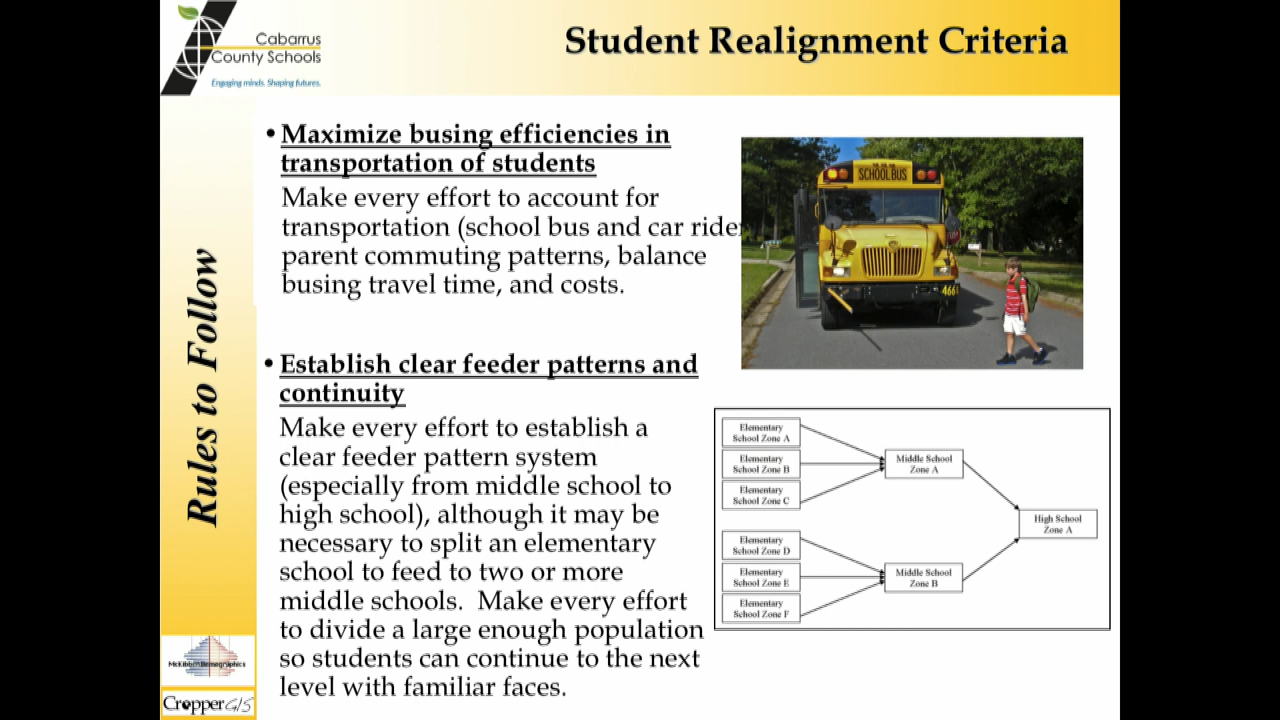 Cabarrus
County Schools
Engaging minds. Shaping futures.
Student Realignment Criteria
Rules to Follow
• Maximize busing efficiencies in
transportation of students
Make every effort to account for
transportation (school bus and car rider
parent commuting patterns, balance
busing travel time, and costs.
• Establish clear feeder patterns and
continuity
Make every effort to establish a
clear feeder pattern system
(especially from middle school to
high school), although it may be
necessary to split an elementary
school to feed to two or more
middle schools.  Make every effort
to divide a large enough population
so students can continue to the next
level with familiar faces.
SCHOOL BUS
466
Elementary
School Zone A
Elementary
School Zone B
Elementary
School Zone C
Middle School
Zone A
High School
Zone A
Elementary
School Zone D
Elementary
School Zone E
Elementary
School Zone F
Middle School
Zone B
McKibben Demographics
CropperGIS